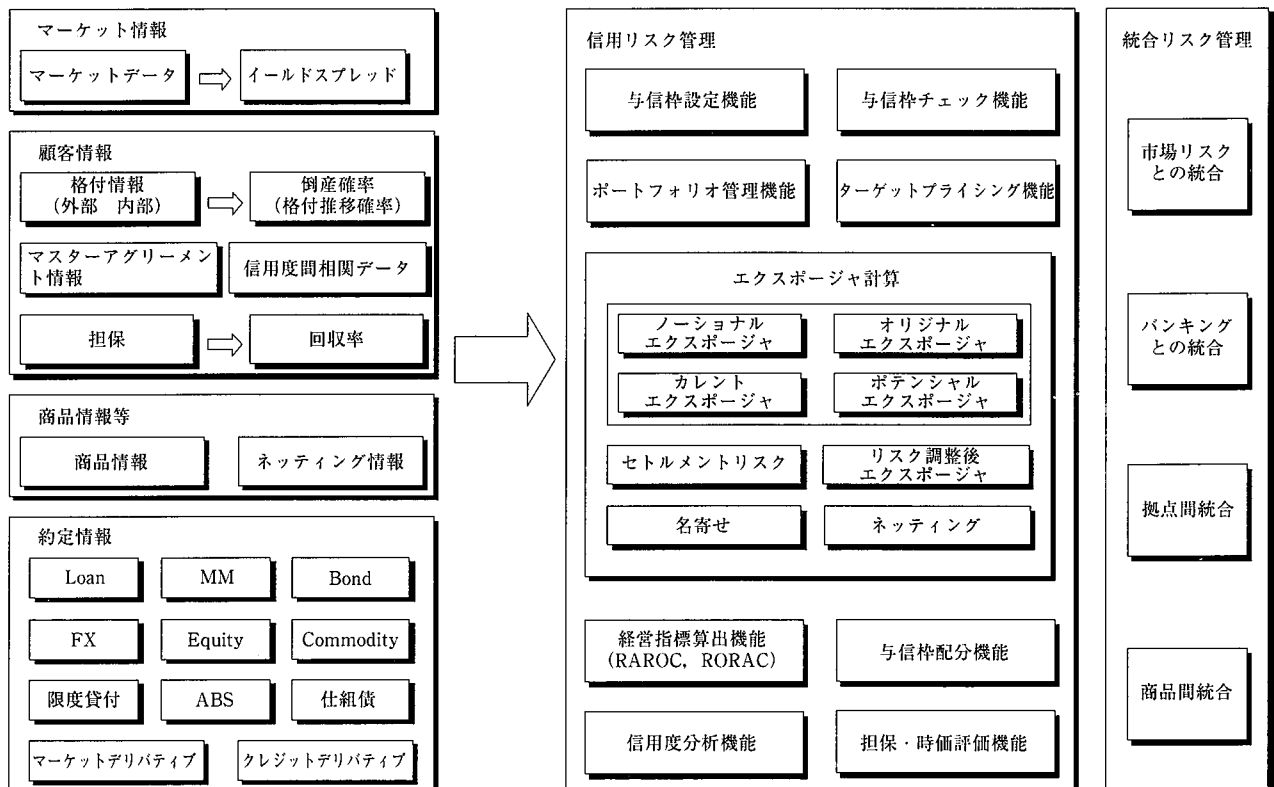 マーケット情報
マーケットデータ
イールドスプレッド
顧客情報
格付情報
(外部　内部)
倒産確率
(格付推移確率)
マスターアグリーメン
ト情報
信用度間相関データ
担保
回収率
商品情報等
商品情報
ネッティング情報
約定情報
Loan
MM
Bond
FX
Equity
Commodity
限度貸付
ABS
仕組債
マーケットデリバティブ
クレジットデリバティブ
信用リスク管理
与信枠設定機能
与信枠チェック機能
ポートフォリオ管理機能
ターゲットプライシング機能
エクスポージャ計算
ノーショナル
エクスポージャ
オリジナル
エクスポージャ
カレント
エクスポージャ
ポテンシャル
エクスポージャ
セトルメントリスク
リスク調整後
エクスポージャ
名寄せ
ネッティング
経営指標算出機能
(RAROC, RORAC)
与信枠配分機能
信用度分析機能
担保・時価評価機能
統合リスク管理
市場リスク
との統合
バンキング
との統合
拠点間統合
商品間統合